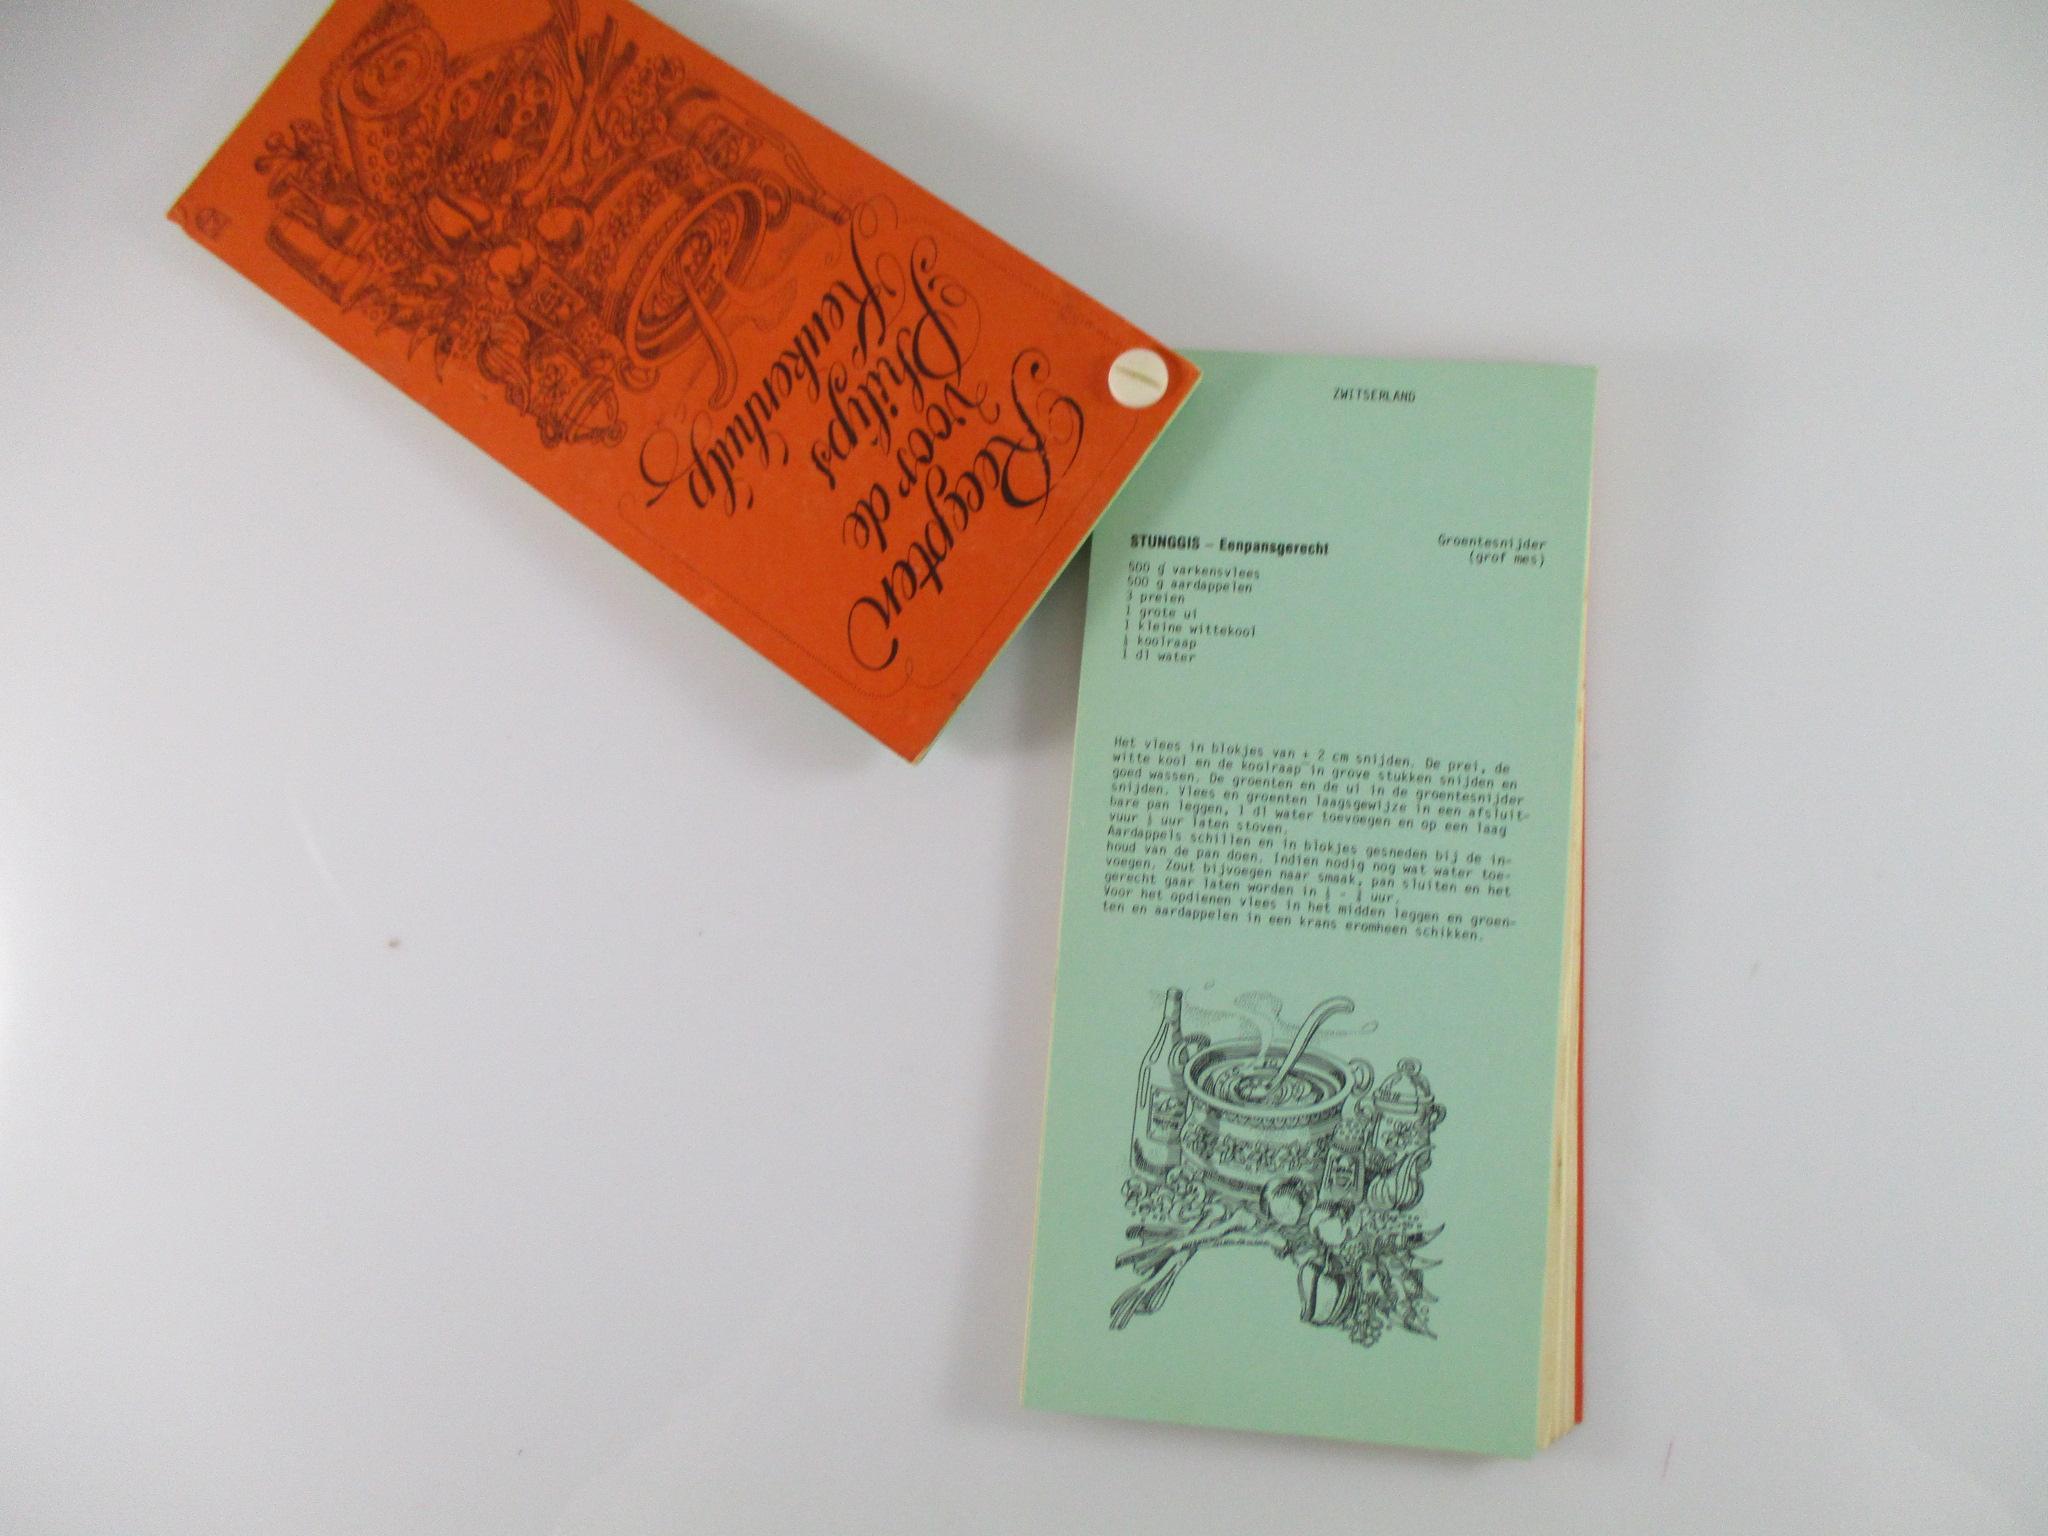 Recepten
voor de
Philips
Keukenhulp
ZWITSERLAND
STUNGGIS - Eenpansgerecht
Groentesnijder
(grof mes)
500 g varkensvlees
500 g aardappelen
3 preien
1 grote ui
1 kleine wittekool
koolraap
1 dl water
Het vlees in blokjes van ± 2 cm snijden. De prei, de
witte kool en de koolraap in grove stukken snijden en
goed wassen. De groenten en de ui in de groentesnijder
snijden. Vlees en groenten laagsgewijze in een afsluit-
bare pan leggen, 1 dl water toevoegen en op een laag
vuur ½ uur laten stoven.
Aardappels schillen en in blokjes gesneden bij de in-
houd van de pan doen. Indien nodig nog wat water toe-
voegen. Zout bijvoegen naar smaak, pan sluiten en het
gerecht gaar laten worden in uur.
Voor het opdienen vlees in het midden leggen en groen-
ten en aardappelen in een krans eromheen schikken.